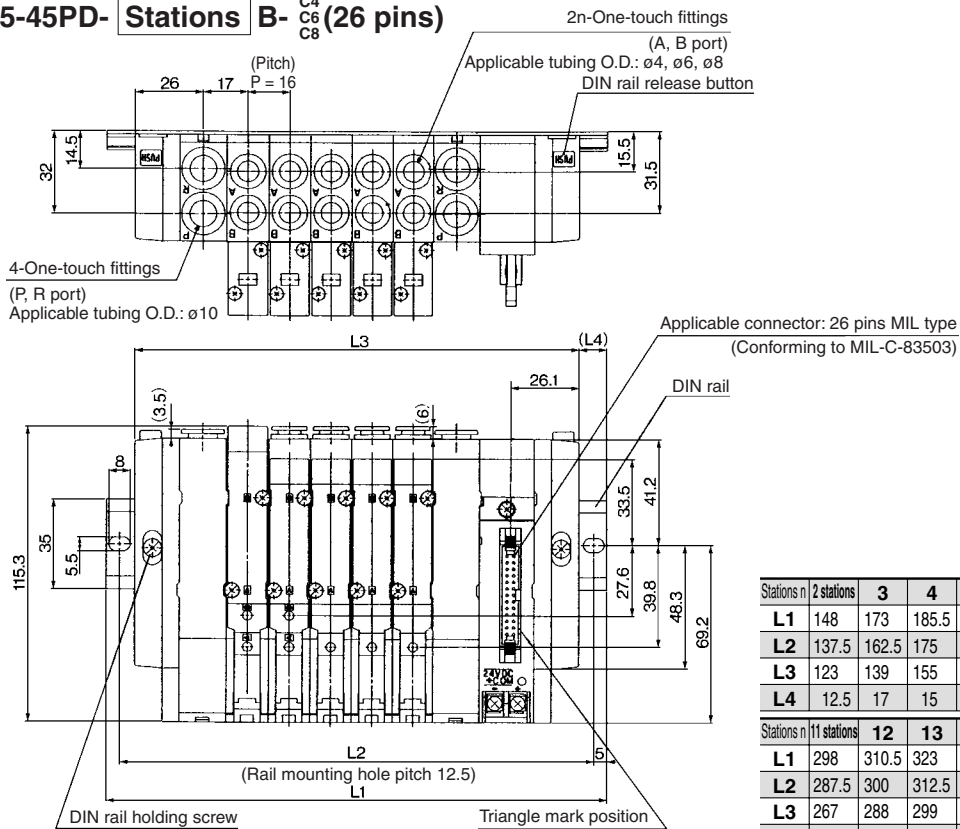 5-45PD- Stations B- C4 C6 C8 (26 pins)
2n-One-touch fittings
(A, B port)
Applicable tubing O.D.: ø4, ø6, ø8
DIN rail release button
(Pitch)
P = 16
26
17
14.5
32
15.5
31.5
PUSH
PUSH
R
A
A
A
A
A
R
P
B
B
B
B
B
P
4-One-touch fittings
(P, R port)
Applicable tubing O.D.: ø10
Applicable connector: 26 pins MIL type
(Conforming to MIL-C-83503)
L3
(L4)
26.1
DIN rail
(3.5)
(6)
8
35
5.5
115.3
33.5
41.2
27.6
39.8
48.3
69.2
24VDC
+COM
- +
L2
5
(Rail mounting hole pitch 12.5)
L1
DIN rail holding screw
Triangle mark position
Stations n 2 stations 3 4
L1 148 173 185.5
L2 137.5 162.5 175
L3 123 139 155
L4 12.5 17 15
Stations n 11 stations 12 13
L1 298 310.5 323
L2 287.5 300 312.5
L3 267 288 299